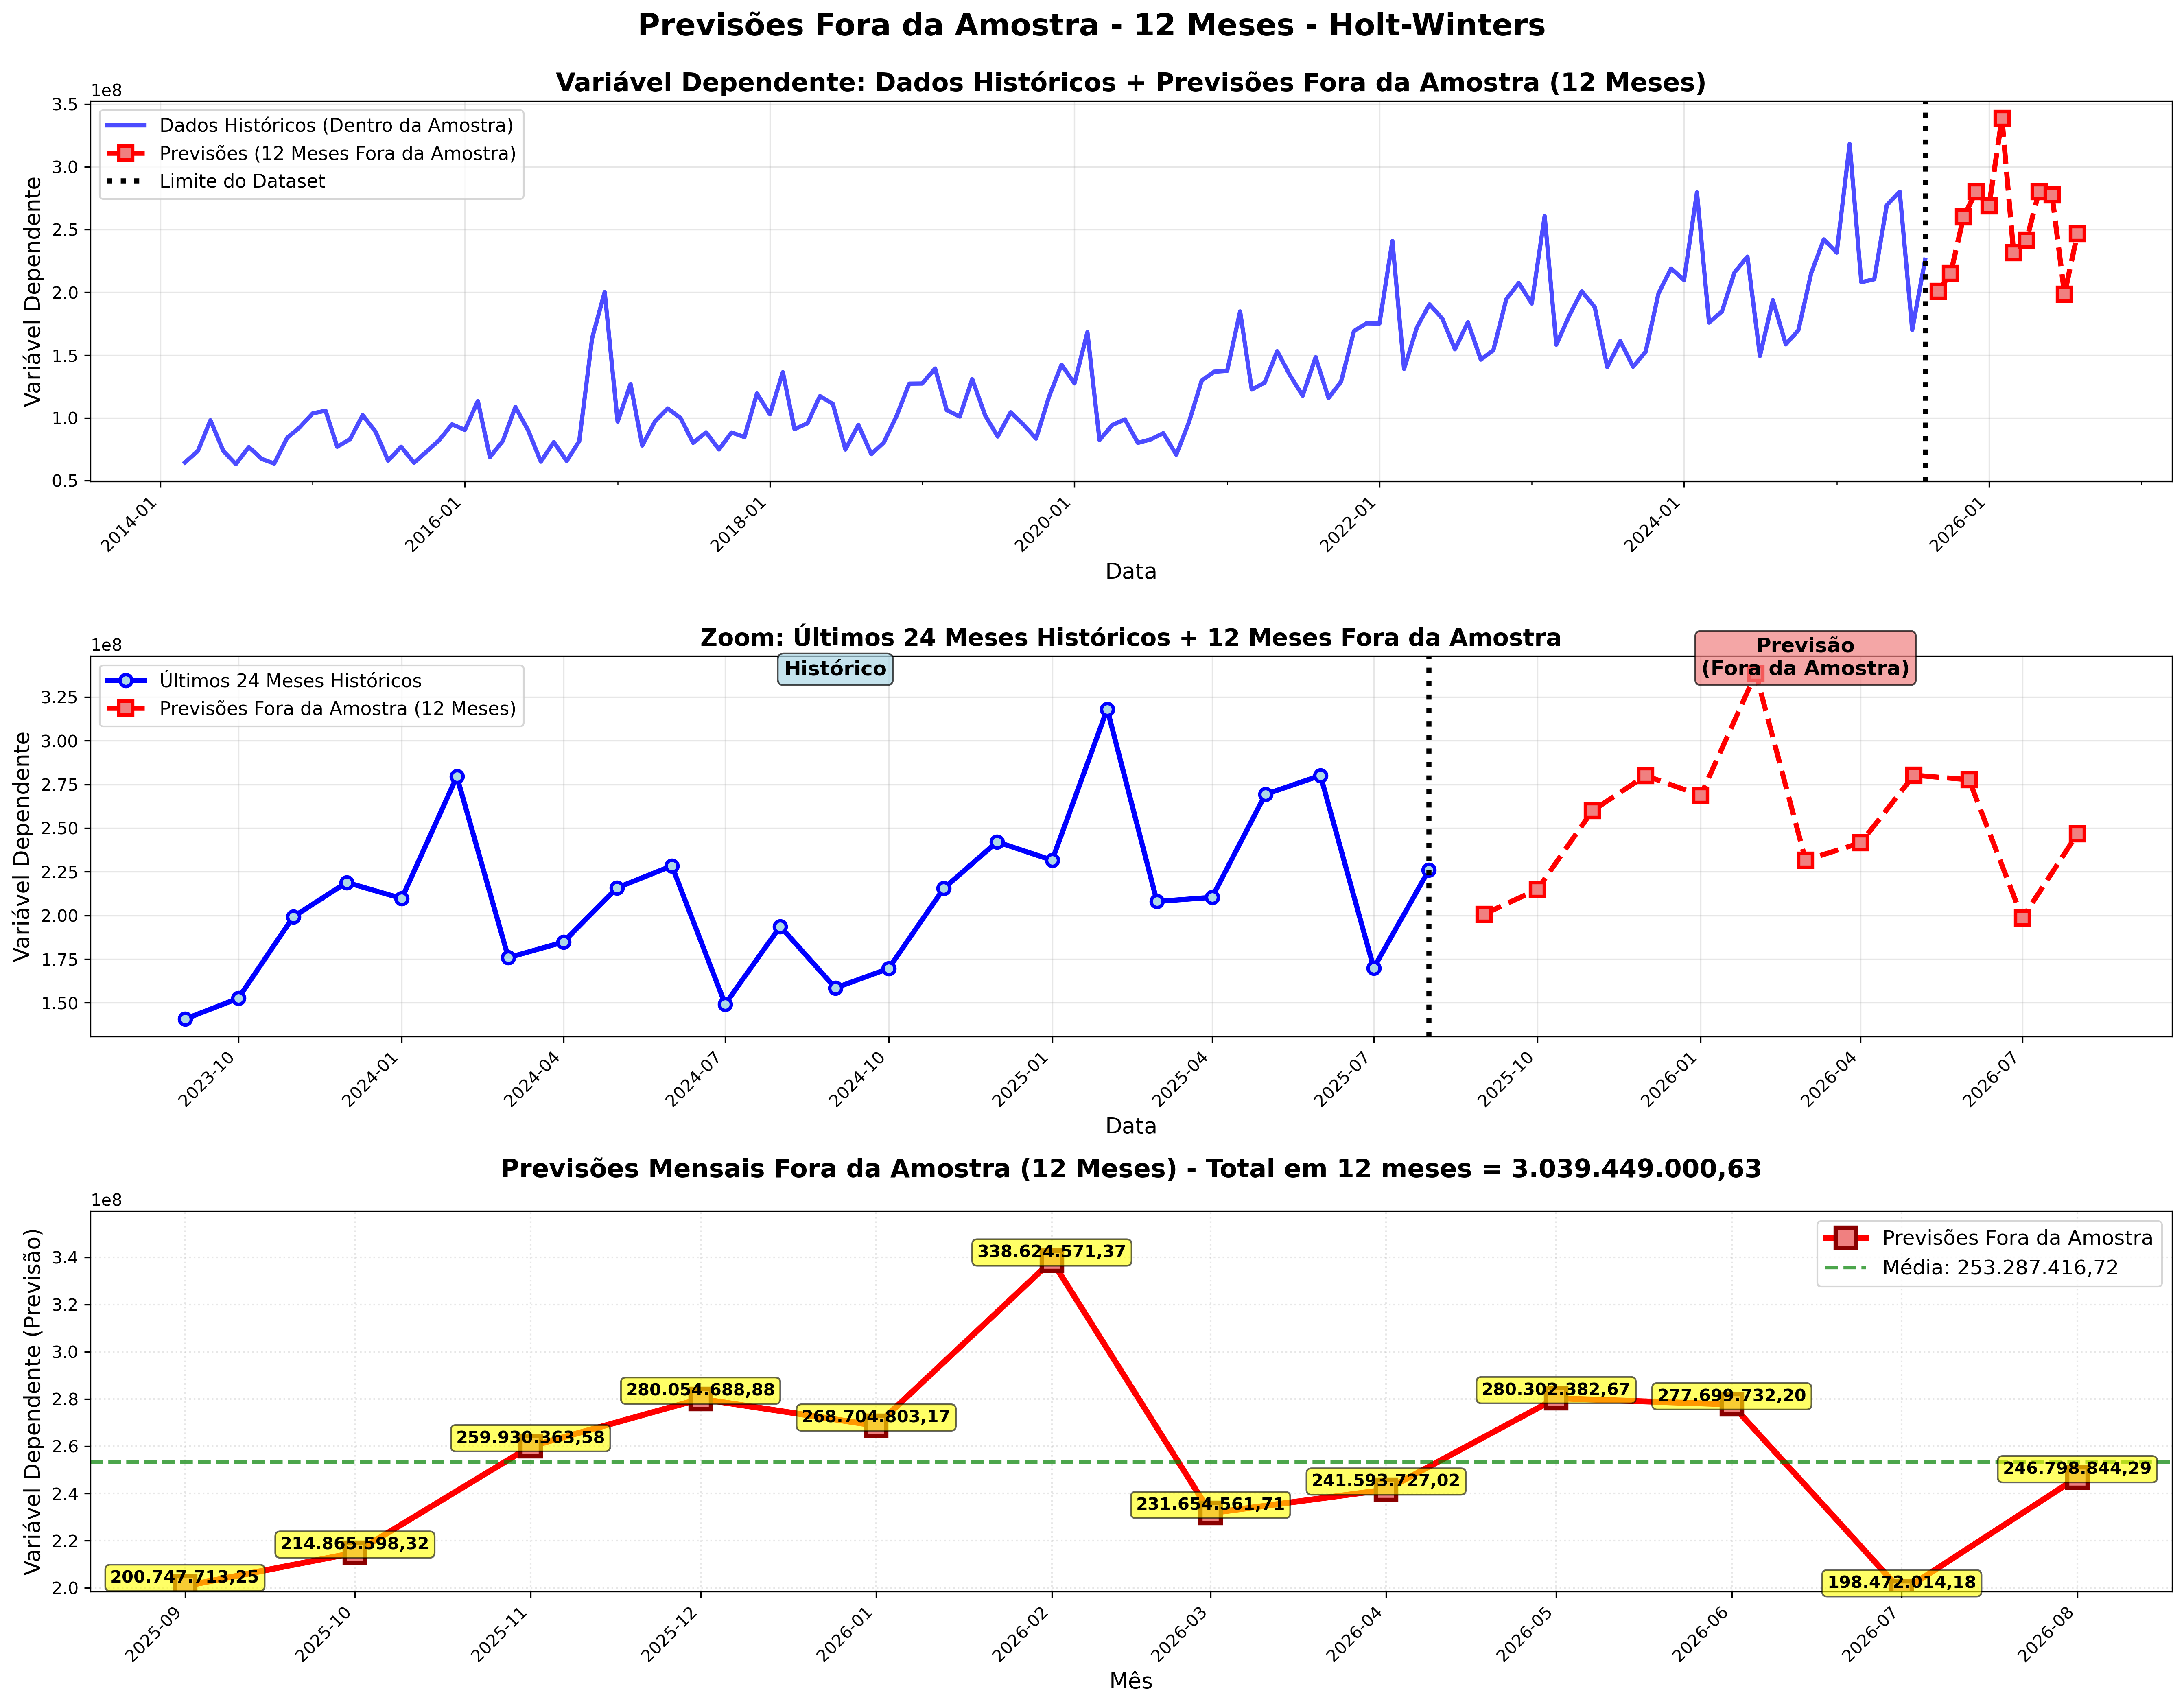 Previsões Fora da Amostra - 12 Meses - Holt-Winters
Variável Dependente: Dados Históricos + Previsões Fora da Amostra (12 Meses)
1e8
Dados Históricos (Dentro da Amostra)
Previsões (12 Meses Fora da Amostra)
Limite do Dataset
Variável Dependente
3.5
3.0
2.5
2.0
1.5
1.0
0.5
2014-01
2016-01
2018-01
2020-01
2022-01
2024-01
2026-01
Data
Zoom: Últimos 24 Meses Históricos + 12 Meses Fora da Amostra
1e8
Últimos 24 Meses Históricos
Previsões Fora da Amostra (12 Meses)
Histórico
Previsão
(Fora da Amostra)
Variável Dependente
3.25
3.00
2.75
2.50
2.25
2.00
1.75
1.50
2023-10
2024-01
2024-04
2024-07
2024-10
2025-01
2025-04
2025-07
2025-10
2026-01
2026-04
2026-07
Data
Previsões Mensais Fora da Amostra (12 Meses) - Total em 12 meses = 3.039.449.000,63
1e8
Previsões Fora da Amostra
Média: 253.287.416,72
Variável Dependente (Previsão)
3.4
3.2
3.0
2.8
2.6
2.4
2.2
2.0
200.747.713,25
214.865.598,32
259.930.363,58
280.054.688,88
268.704.803,17
338.624.571,37
231.654.561,71
241.593.727,02
280.302.382,67
277.699.732,20
198.472.014,18
246.798.844,29
2025-09
2025-10
2025-11
2025-12
2026-01
2026-02
2026-03
2026-04
2026-05
2026-06
2026-07
2026-08
Mês